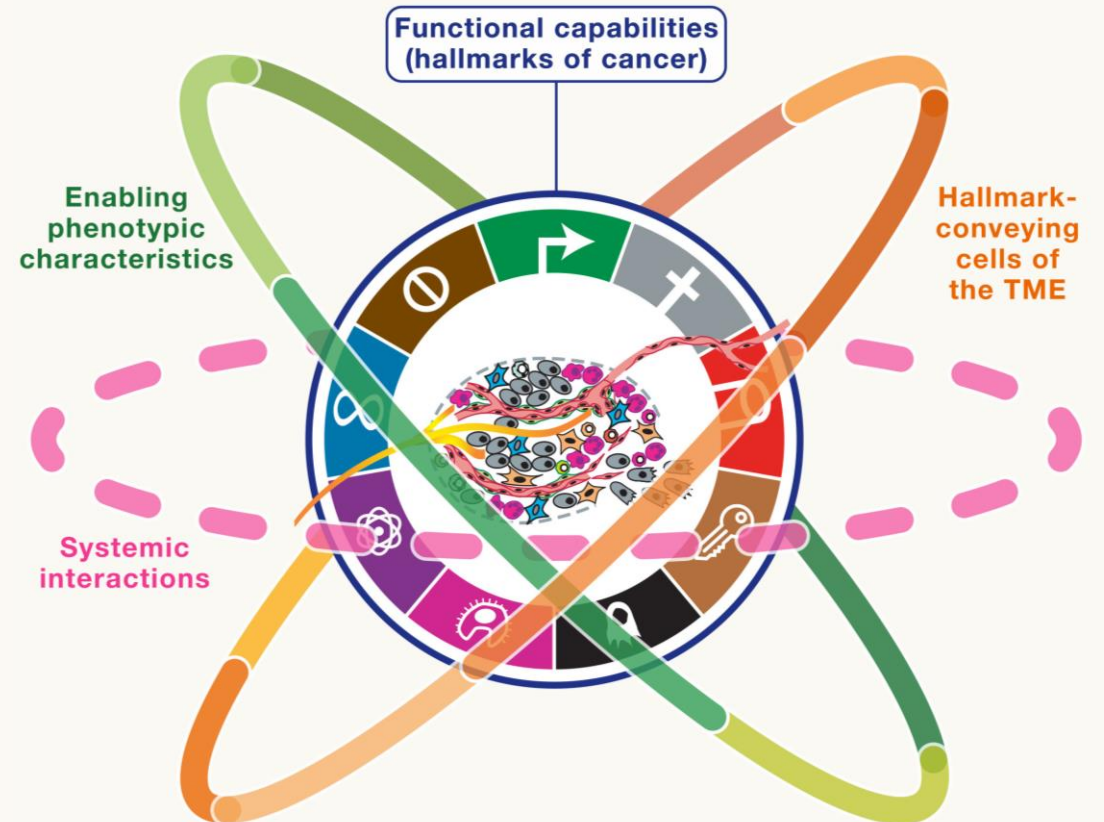 Functional capabilities
(hallmarks of cancer)
Enabling
phenotypic
characteristics
Hallmark-
conveying
cells of
the TME
Systemic
interactions